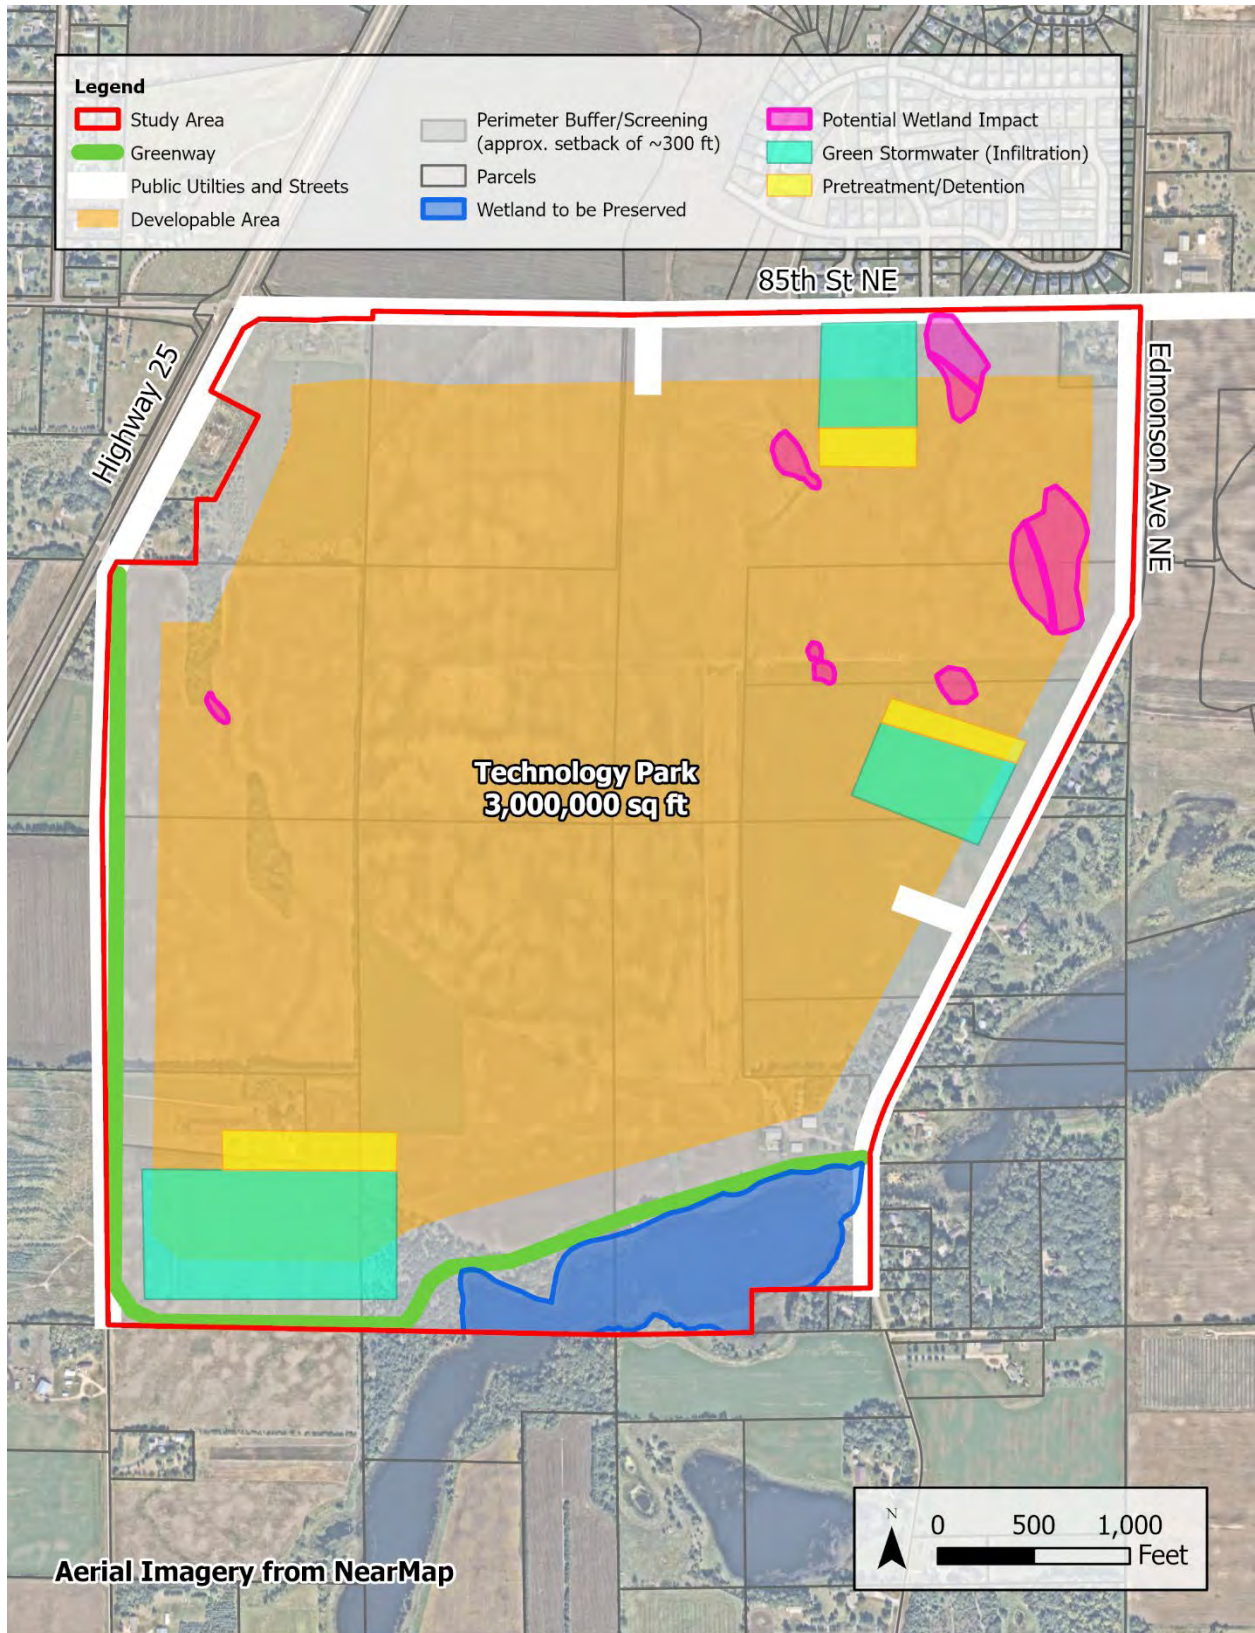 Legend
Study Area
Greenway
Public Utilties and Streets
Developable Area
Perimeter Buffer/Screening
(approx. setback of ~300 ft)
Parcels
Wetland to be Preserved
Potential Wetland Impact
Green Stormwater (Infiltration)
Pretreatment/Detention
85th St NE
Highway 25
Edmonson Ave NE
Technology Park
3,000,000 sq ft
N
0 500 1,000
Feet
Aerial Imagery from NearMap